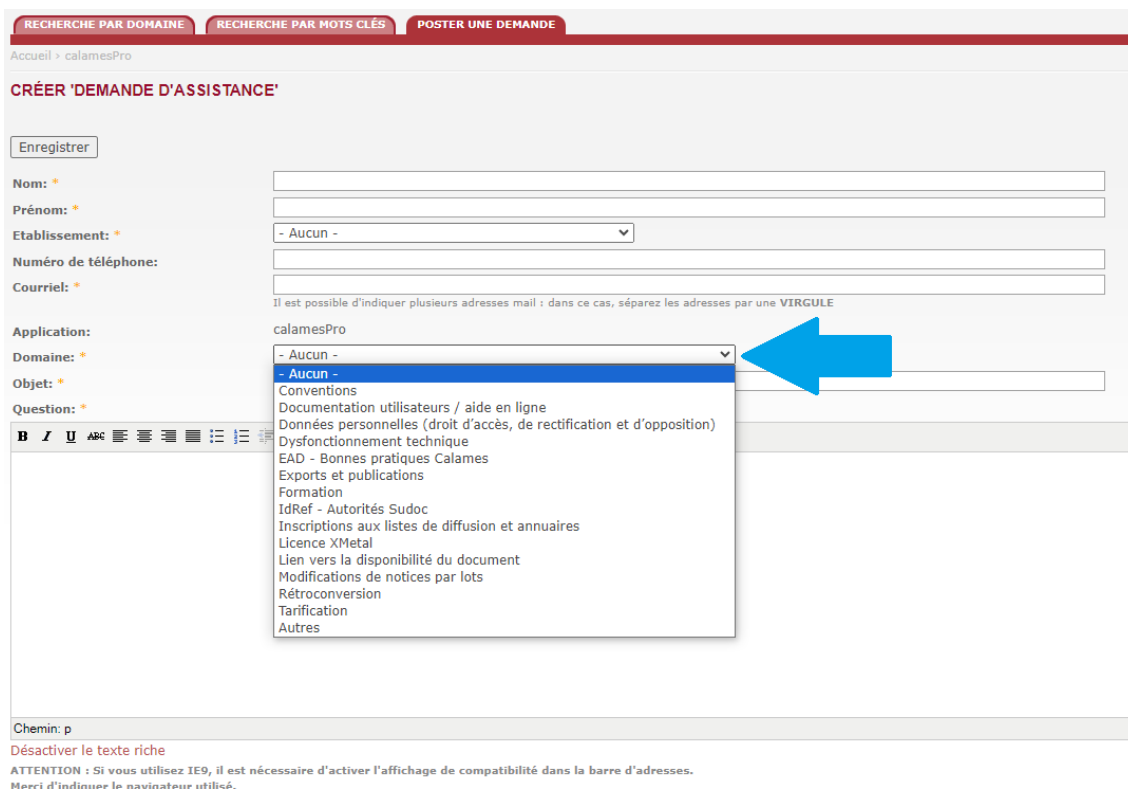 RECHERCHE PAR DOMAINE RECHERCHE PAR MOTS CLÉS POSTER UNE DEMANDE
Accueil › calamesPro
CRÉER 'DEMANDE D'ASSISTANCE'
Enregistrer
Nom: *
Prénom: *
Etablissement: * - Aucun -
Numéro de téléphone:
Courriel: *
Il est possible d'indiquer plusieurs adresses mail : dans ce cas, séparez les adresses par une VIRGULE
Application: calamesPro
Domaine: * - Aucun -
- Aucun -
Objet: *
Conventions
Question: *
Documentation utilisateurs / aide en ligne
Données personnelles (droit d'accès, de rectification et d'opposition)
B I U ABC
Dysfonctionnement technique
EAD - Bonnes pratiques Calames
Exports et publications
Formation
IdRef - Autorités Sudoc
Inscriptions aux listes de diffusion et annuaires
Licence XMetal
Lien vers la disponibilité du document
Modifications de notices par lots
Rétroconversion
Tarification
Autres
Chemin: p
Désactiver le texte riche
ATTENTION : Si vous utilisez IE9, il est nécessaire d'activer l'affichage de compatibilité dans la barre d'adresses.
Merci d'indiquer le navigateur utilisé.